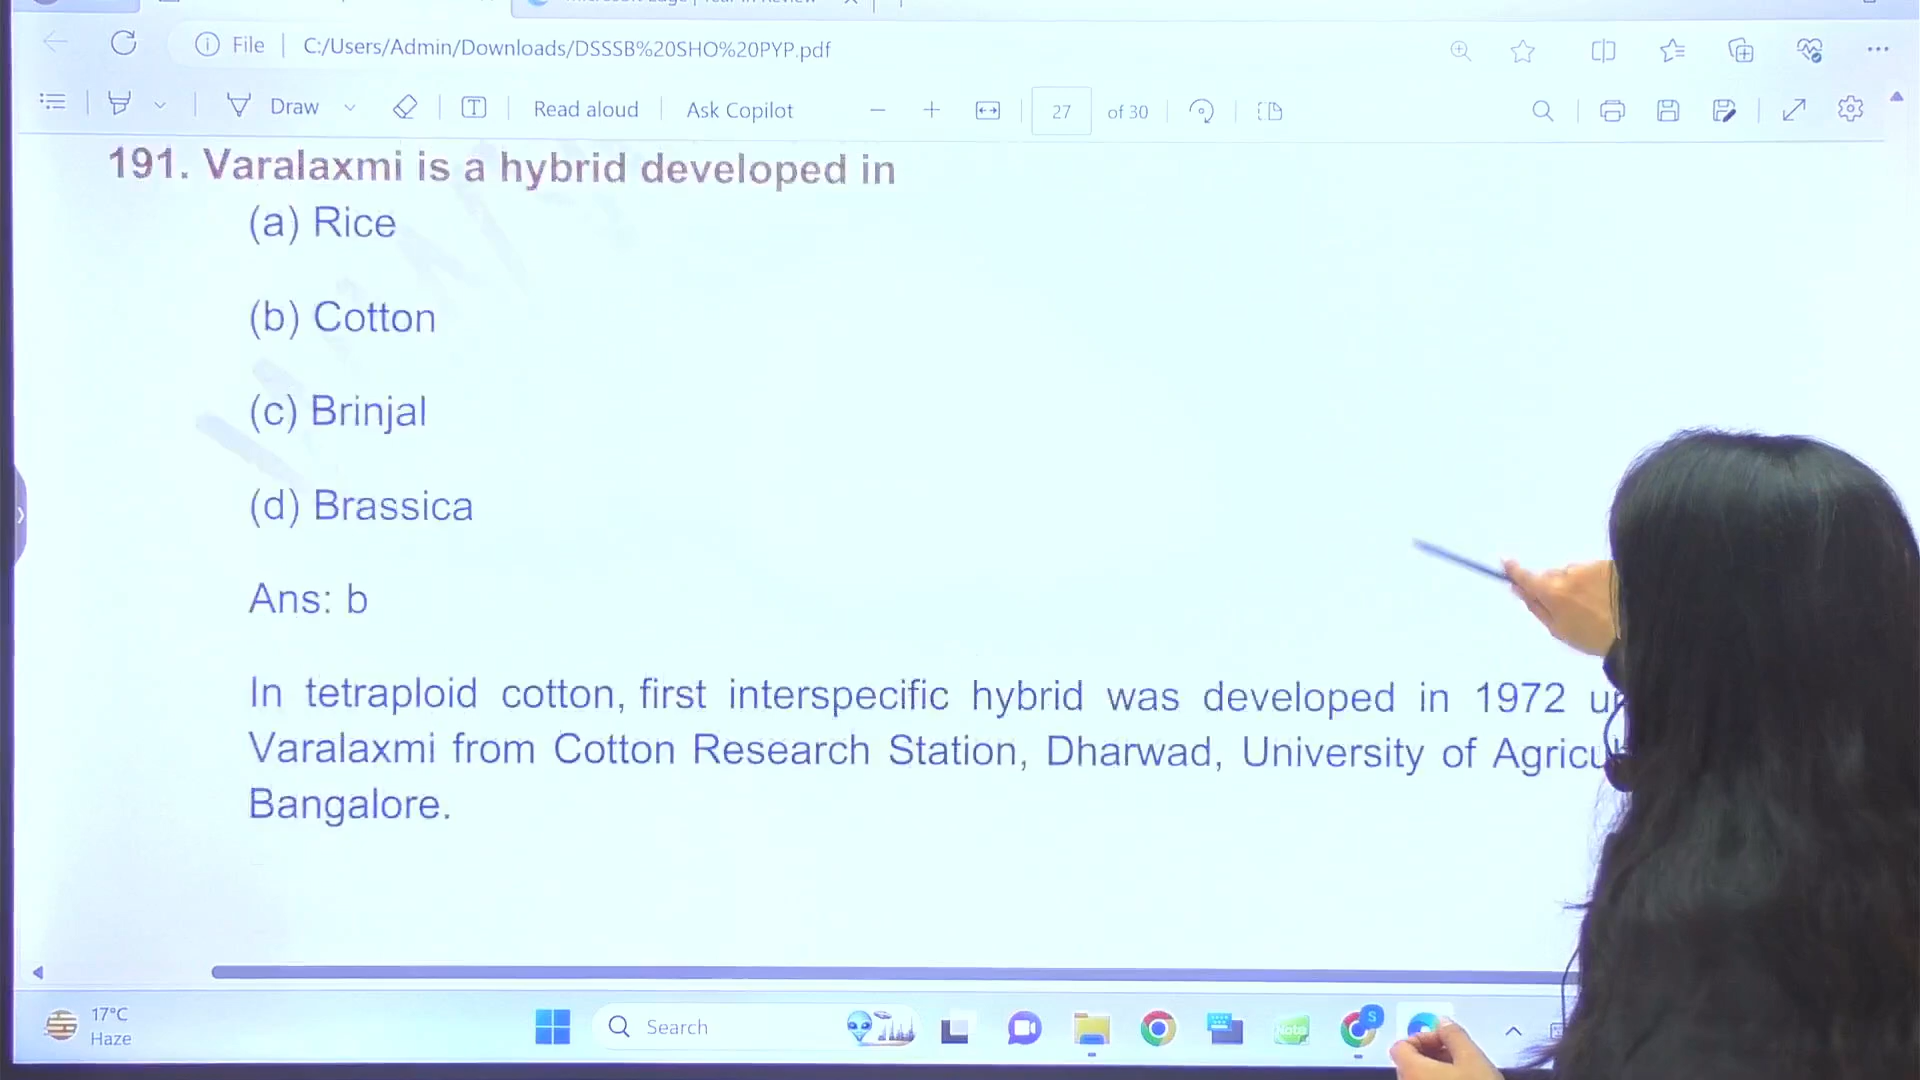 File
C:/Users/Admin/Downloads/DSSSB%20SHO%20PYP.pdf
Draw
Read aloud
Ask Copilot
27
of 30
191. Varalaxmi is a hybrid developed in
(a) Rice
(b) Cotton
(c) Brinjal
(d) Brassica
Ans: b
In tetraploid cotton, first interspecific hybrid was developed in 1972
Varalaxmi from Cotton Research Station, Dharwad, University of
Bangalore.
17°C
Haze
Search
Note
S